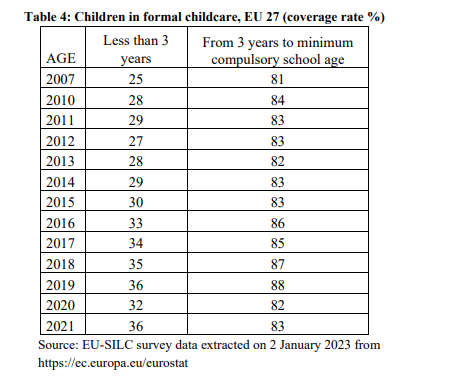 Table 4: Children in formal childcare, EU 27 (coverage rate %)
AGE Less than 3 years From 3 years to minimum compulsory school age
2007 25 81
2010 28 84
2011 29 83
2012 27 83
2013 28 82
2014 29 83
2015 30 83
2016 33 86
2017 34 85
2018 35 87
2019 36 88
2020 32 82
2021 36 83
Source: EU-SILC survey data extracted on 2 January 2023 from
https://ec.europa.eu/eurostat